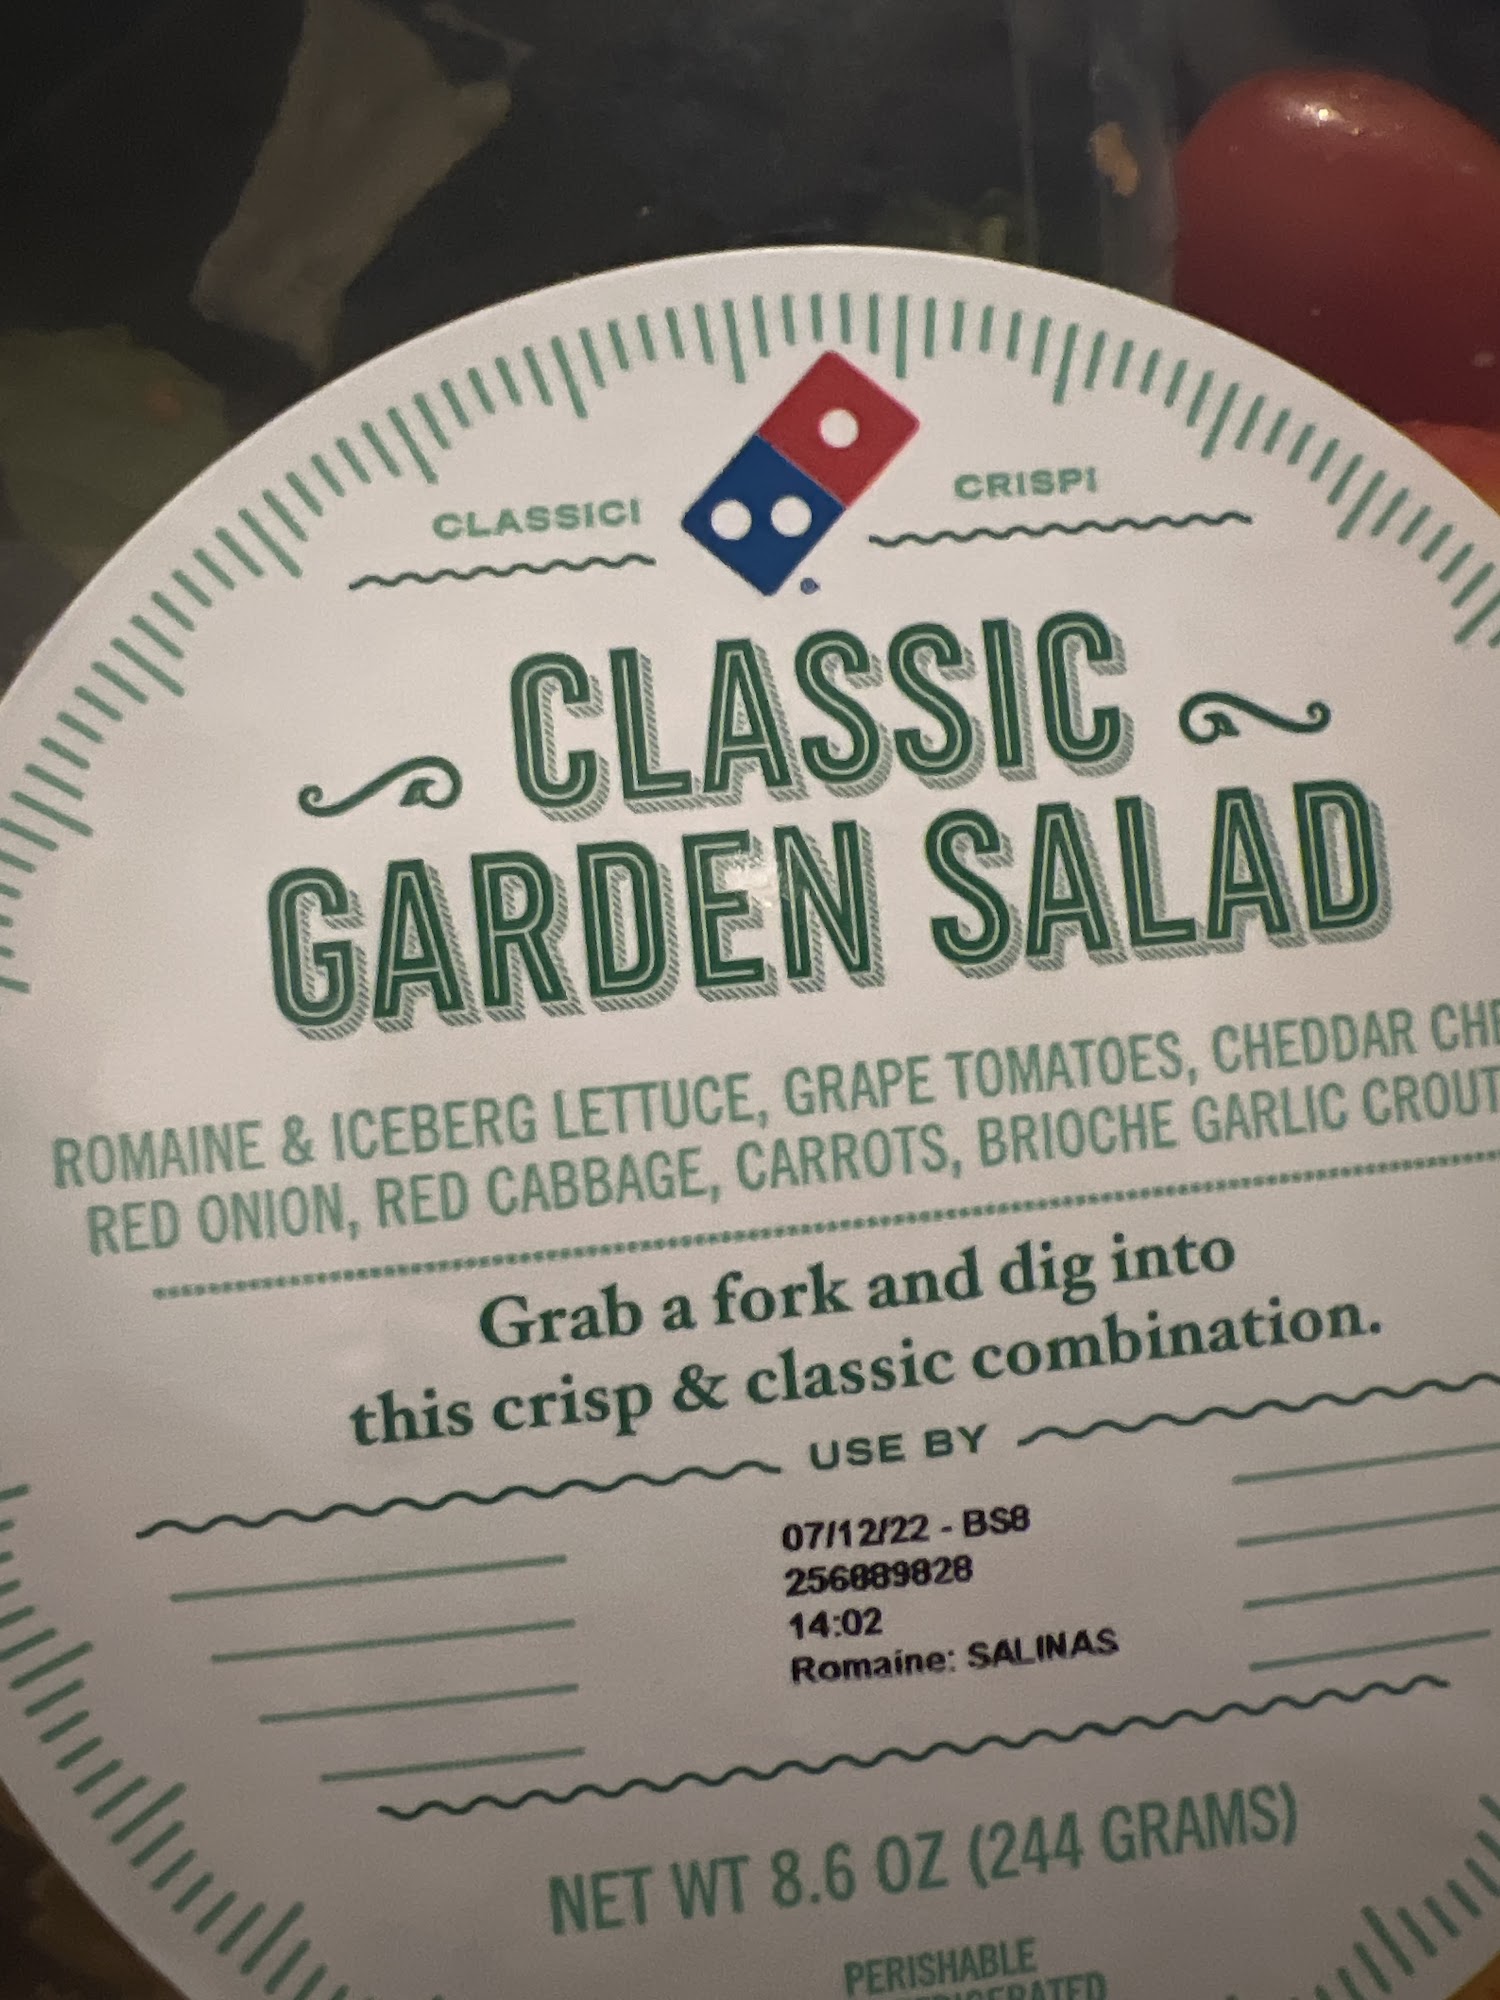 CLASSICI CRISPI
CLASSIC
GARDEN SALAD
ROMAINE & ICEBERG LETTUCE, GRAPE TOMATOES, CHEDDAR CHE
RED ONION, RED CABBAGE, CARROTS, BRIOCHE GARLIC CROUT
Grab a fork and dig into
this crisp & classic combination.
USE BY
07/12/22 - BS8
256889828
14:02
Romaine: SALINAS
NET WT 8.6 OZ (244 GRAMS)
PERISHABLE